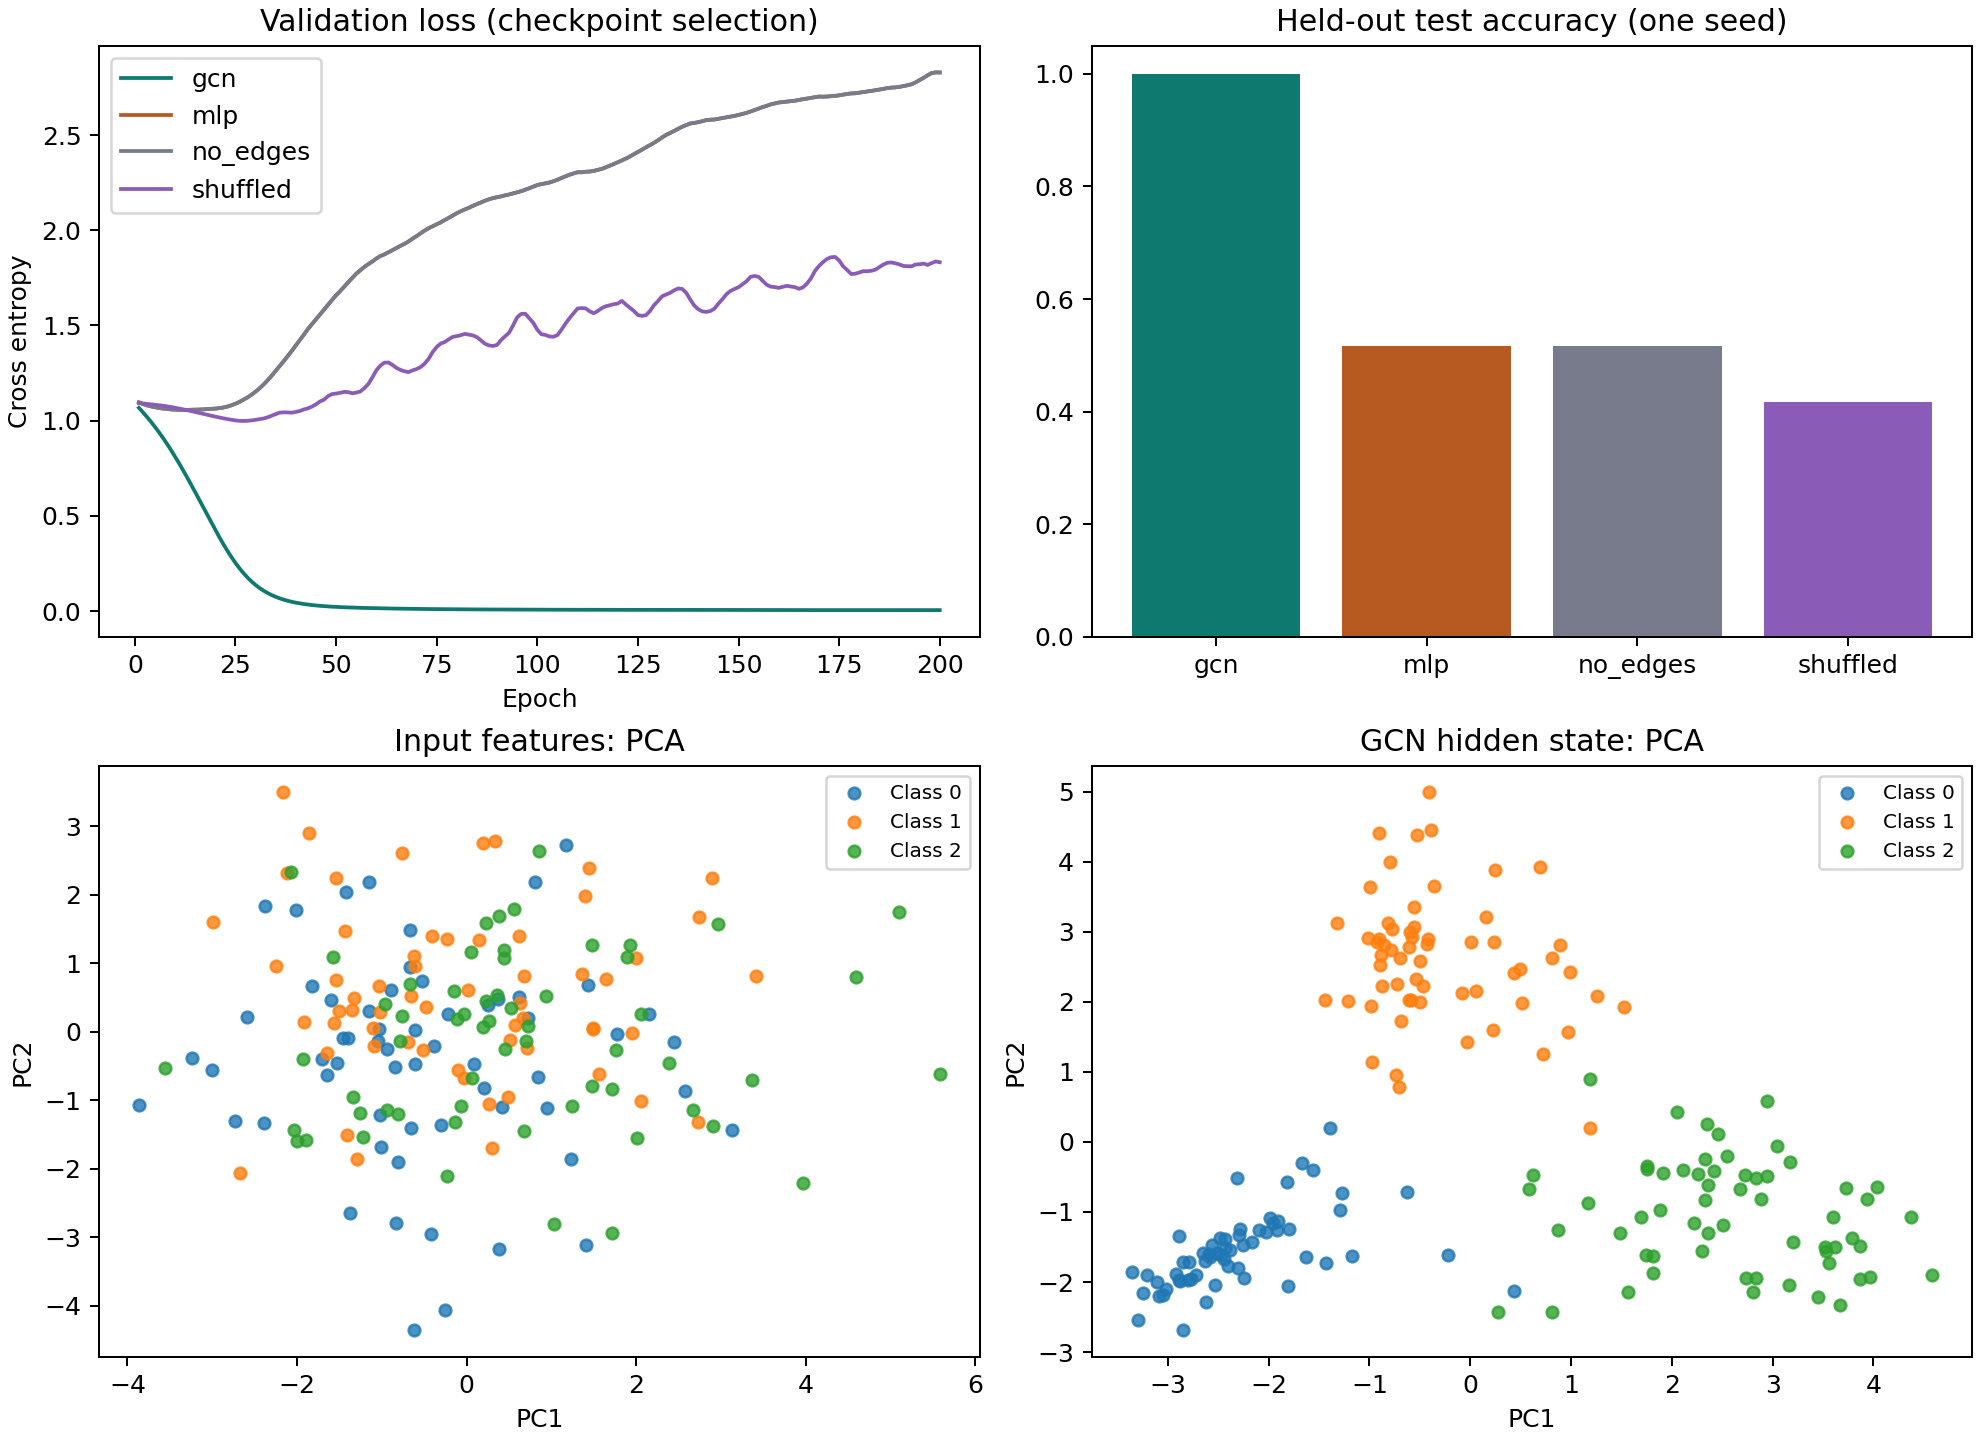 Validation loss (checkpoint selection)
gcn
mlp
no_edges
shuffled
Cross entropy
2.5
2.0
1.5
1.0
0.5
0.0
0 25 50 75 100 125 150 175 200
Epoch
Held-out test accuracy (one seed)
1.0
0.8
0.6
0.4
0.2
0.0
gcn mlp no_edges shuffled
Input features: PCA
Class 0
Class 1
Class 2
PC2
3
2
1
0
−1
−2
−3
−4
−4 −2 0 2 4 6
PC1
GCN hidden state: PCA
Class 0
Class 1
Class 2
PC2
5
4
3
2
1
0
−1
−2
−3
−3 −2 −1 0 1 2 3 4
PC1